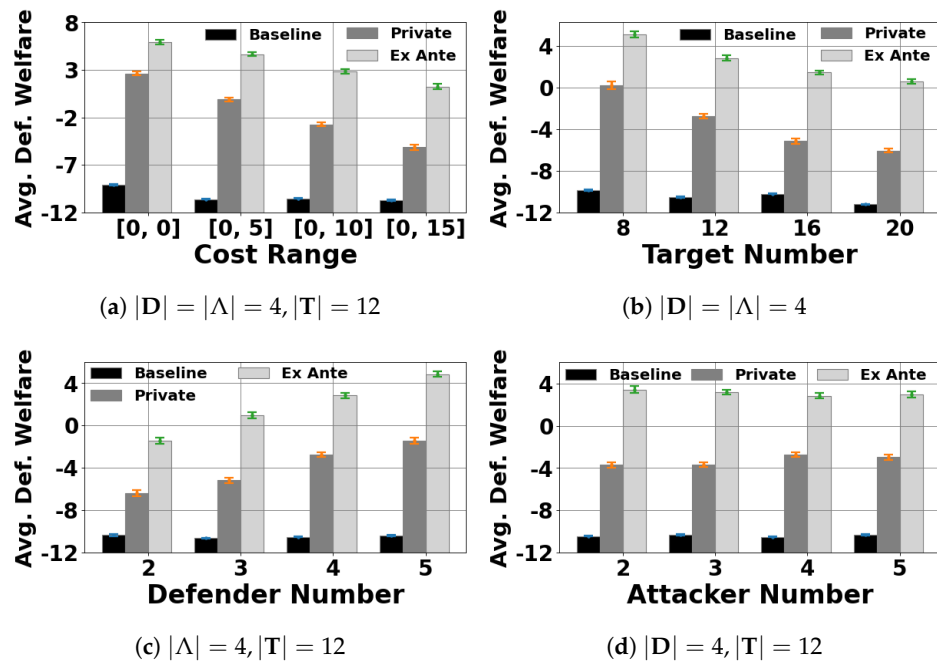 Avg. Def. Welfare
8
3
-2
-7
-12
Baseline
Private
Ex Ante
[0, 0] [0, 5] [0, 10] [0, 15]
Cost Range
(a) |D| = |Λ| = 4, |T| = 12
Avg. Def. Welfare
4
0
-4
-8
-12
Baseline
Private
Ex Ante
8 12 16 20
Target Number
(b) |D| = |Λ| = 4
Avg. Def. Welfare
4
0
-4
-8
-12
Baseline Ex Ante
Private
2 3 4 5
Defender Number
(c) |Λ| = 4, |T| = 12
Avg. Def. Welfare
4
0
-4
-8
-12
Baseline Private Ex Ante
2 3 4 5
Attacker Number
(d) |D| = 4, |T| = 12